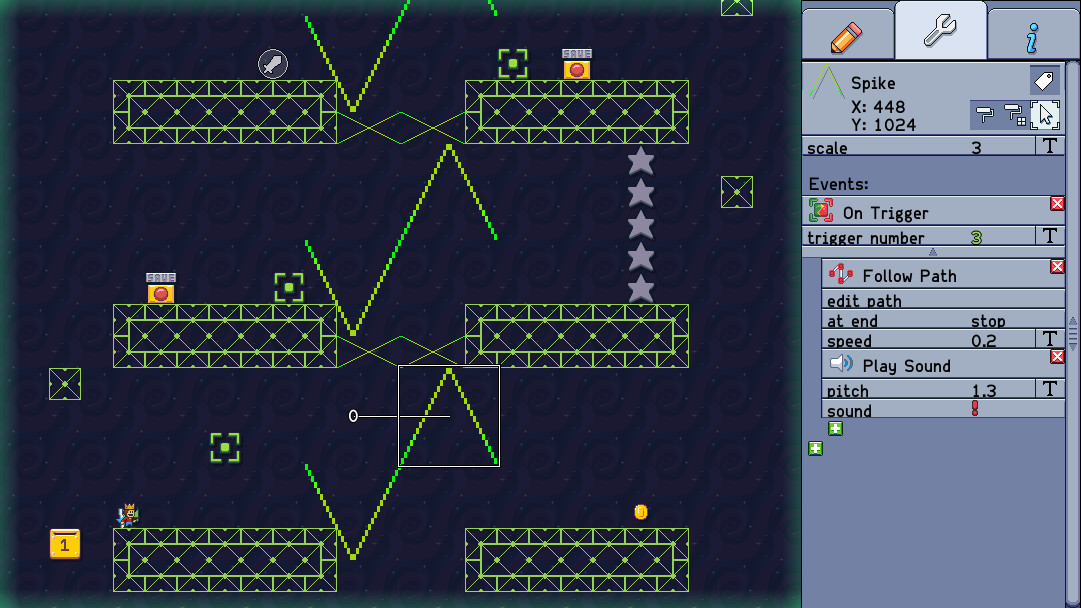 SAVE
SAVE
1
0
Spike
X: 448
Y: 1024
scale 3 T
Events:
On Trigger
trigger number 3 T
Follow Path
edit path
at end stop
speed 0.2 T
Play Sound
pitch 1.3 T
sound